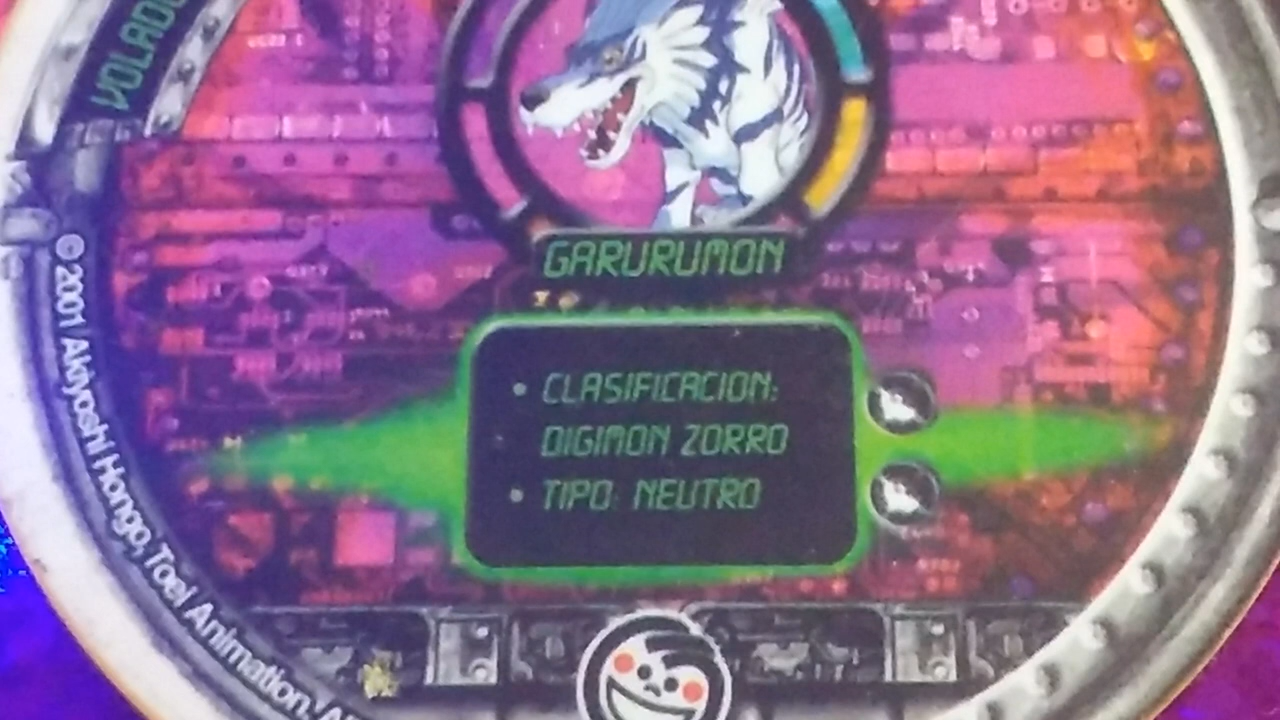 GARURUMON
• CLASIFICACION:
DIGIMON ZORRO
• TIPO: NEUTRO
© 2001 Akiyoshi Hongo, Toei Animation.